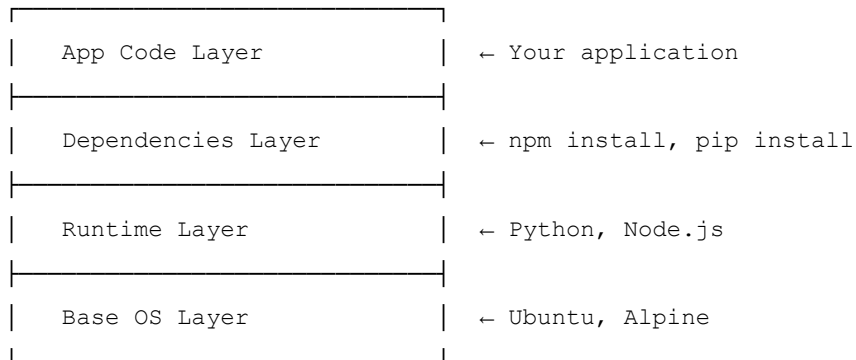 App Code Layer ← Your application
Dependencies Layer ← npm install, pip install
Runtime Layer ← Python, Node.js
Base OS Layer ← Ubuntu, Alpine